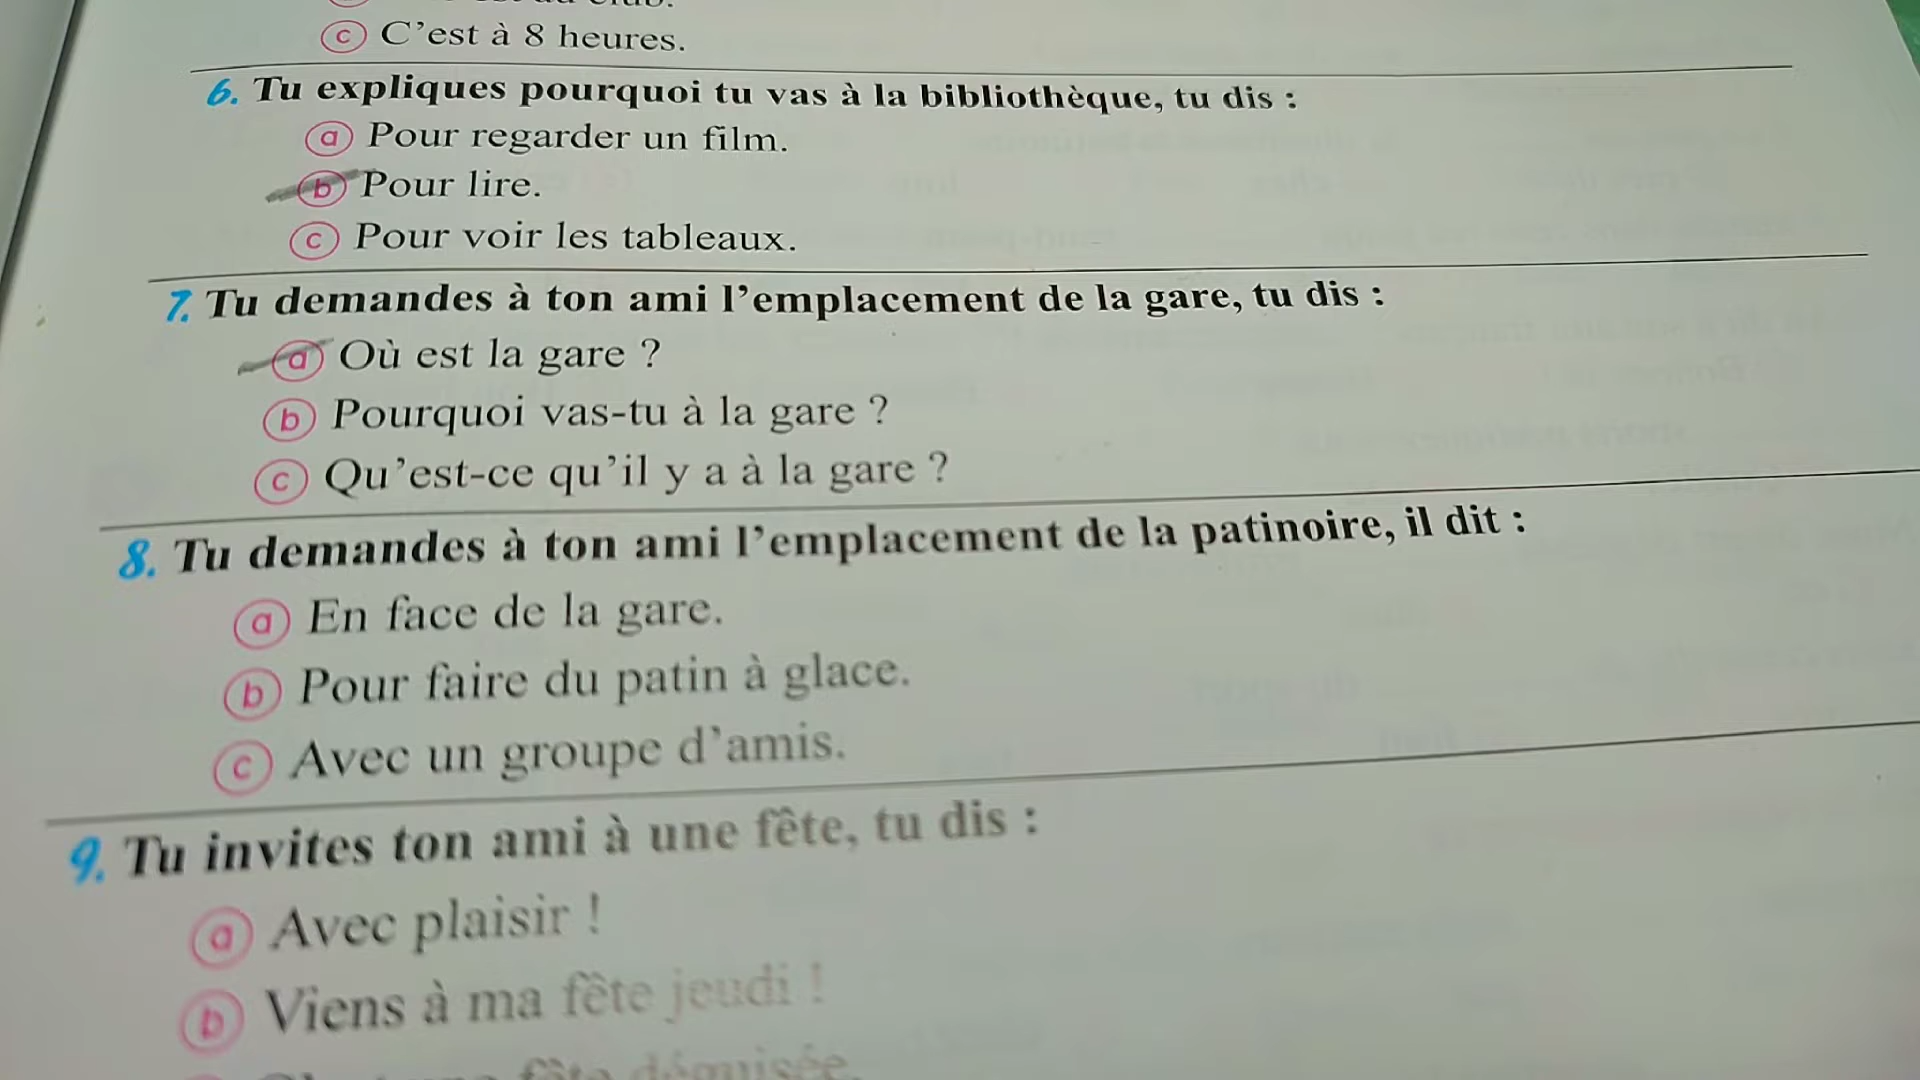 c C'est à 8 heures.
6. Tu expliques pourquoi tu vas à la bibliothèque, tu dis :
a Pour regarder un film.
b Pour lire.
c Pour voir les tableaux.
7. Tu demandes à ton ami l'emplacement de la gare, tu dis :
a Où est la gare ?
b Pourquoi vas-tu à la gare ?
c Qu'est-ce qu'il y a à la gare ?
8. Tu demandes à ton ami l'emplacement de la patinoire, il dit :
a En face de la gare.
b Pour faire du patin à glace.
c Avec un groupe d'amis.
9. Tu invites ton ami à une fête, tu dis :
a Avec plaisir !
b Viens à ma fête jeudi !
fête déguisée.